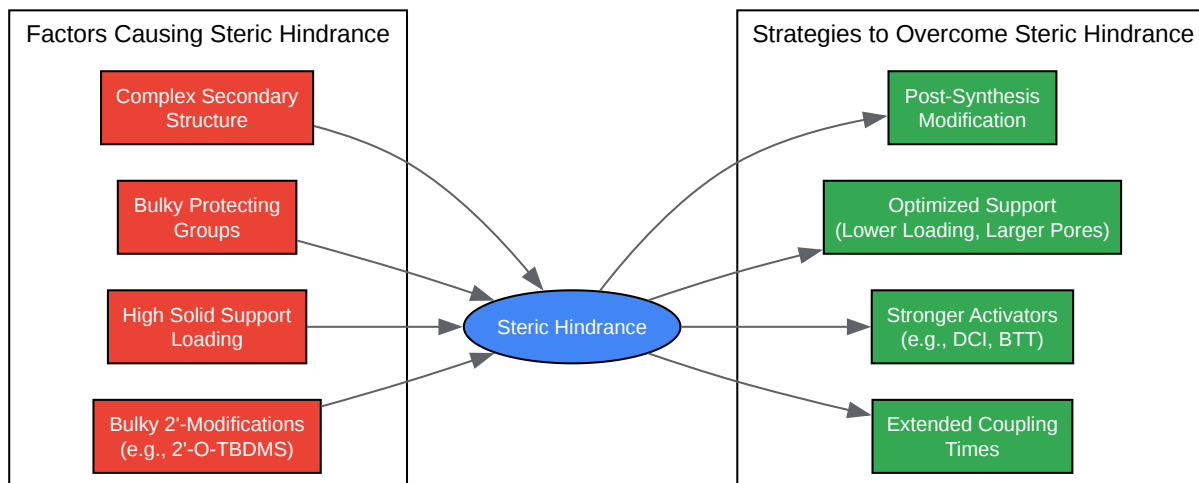 Factors Causing Steric Hindrance
Complex Secondary
Structure
Bulky Protecting
Groups
High Solid Support
Loading
Bulky 2'-Modifications
(e.g., 2'-O-TBDMS)
Steric Hindrance
Strategies to Overcome Steric Hindrance
Post-Synthesis
Modification
Optimized Support
(Lower Loading, Larger Pores)
Stronger Activators
(e.g., DCI, BTT)
Extended Coupling
Times